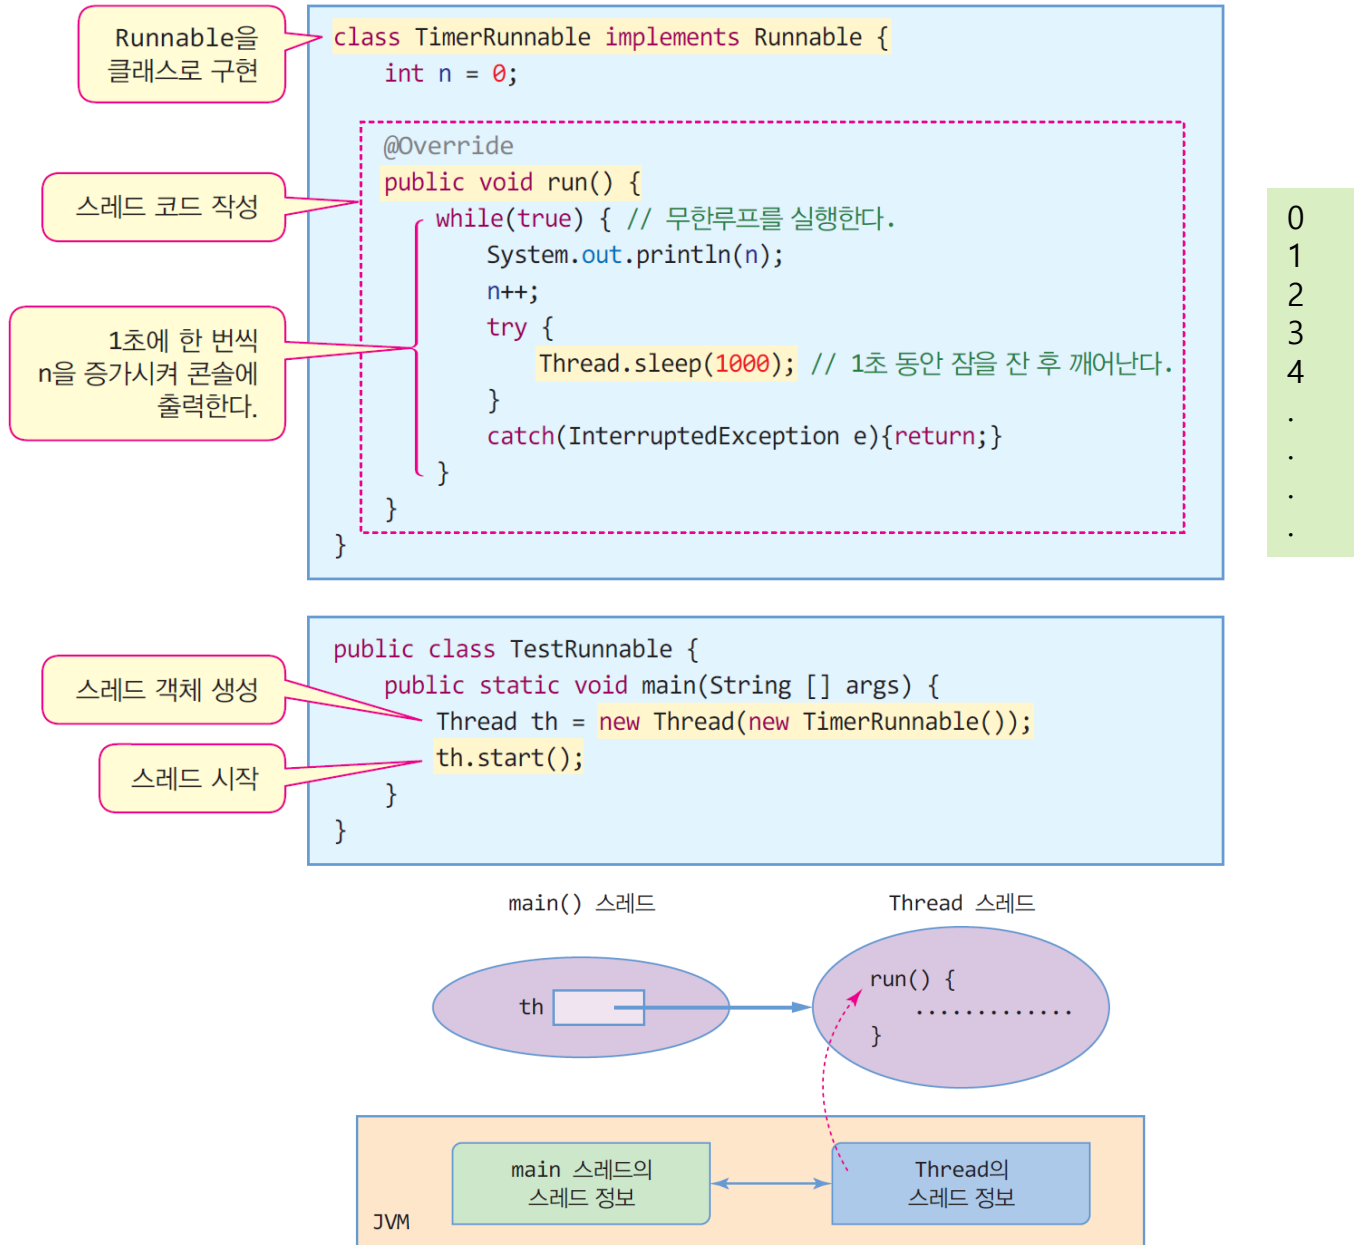 Runnable을
클래스로 구현
class TimerRunnable implements Runnable {
int n = 0;
@Override
스레드 코드 작성
public void run() {
while(true) { // 무한루프를 실행한다.
System.out.println(n);
n++;
try {
1초에 한 번씩
n을 증가시켜 콘솔에
출력한다.
Thread.sleep(1000); // 1초 동안 잠을 잔 후 깨어난다.
}
catch(InterruptedException e){return;}
}
}
}
0
1
2
3
4
.
.
.
.
public class TestRunnable {
스레드 객체 생성
public static void main(String [] args) {
Thread th = new Thread(new TimerRunnable());
스레드 시작
th.start();
}
}
main() 스레드
Thread 스레드
th
run() {
.............
}
main 스레드의
스레드 정보
Thread의
스레드 정보
JVM